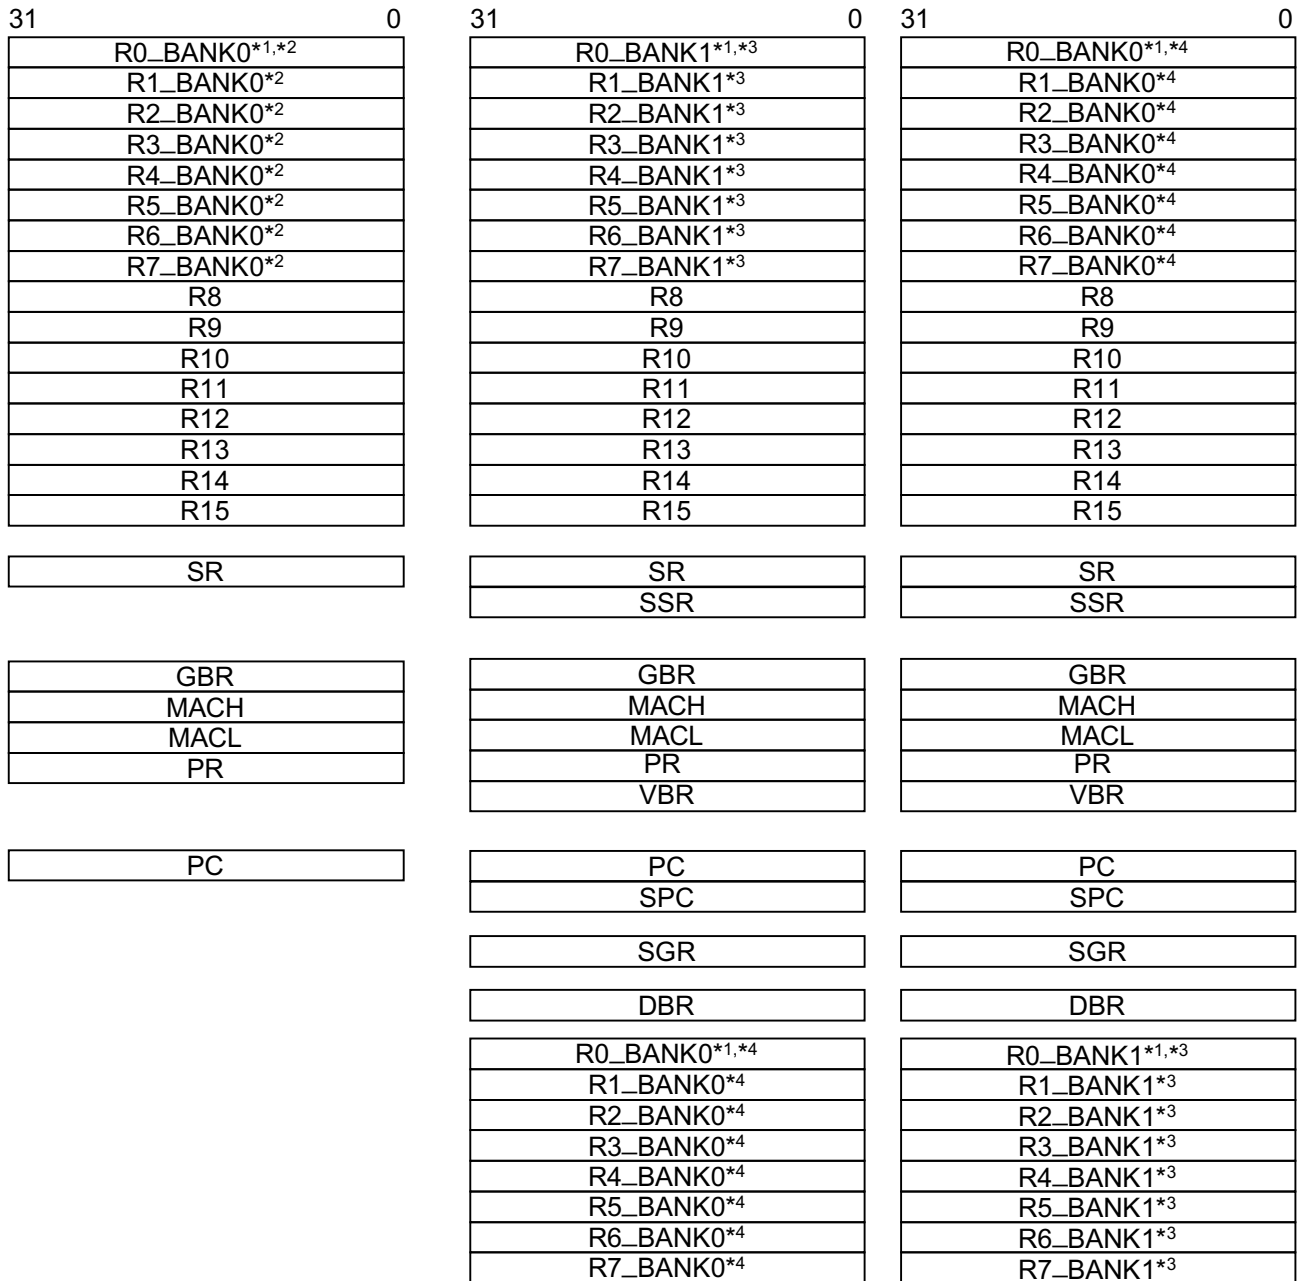 31 0 31 0 31 0
R0_BANK0*1,*2 R0_BANK1*1,*3 R0_BANK0*1,*4
R1_BANK0*2 R1_BANK1*3 R1_BANK0*4
R2_BANK0*2 R2_BANK1*3 R2_BANK0*4
R3_BANK0*2 R3_BANK1*3 R3_BANK0*4
R4_BANK0*2 R4_BANK1*3 R4_BANK0*4
R5_BANK0*2 R5_BANK1*3 R5_BANK0*4
R6_BANK0*2 R6_BANK1*3 R6_BANK0*4
R7_BANK0*2 R7_BANK1*3 R7_BANK0*4
R8 R8 R8
R9 R9 R9
R10 R10 R10
R11 R11 R11
R12 R12 R12
R13 R13 R13
R14 R14 R14
R15 R15 R15
SR SR SR
SSR SSR
GBR GBR GBR
MACH MACH MACH
MACL MACL MACL
PR PR PR
VBR VBR
PC PC PC
SPC SPC
SGR SGR
DBR DBR
R0_BANK0*1,*4 R0_BANK1*1,*3
R1_BANK0*4 R1_BANK1*3
R2_BANK0*4 R2_BANK1*3
R3_BANK0*4 R3_BANK1*3
R4_BANK0*4 R4_BANK1*3
R5_BANK0*4 R5_BANK1*3
R6_BANK0*4 R6_BANK1*3
R7_BANK0*4 R7_BANK1*3